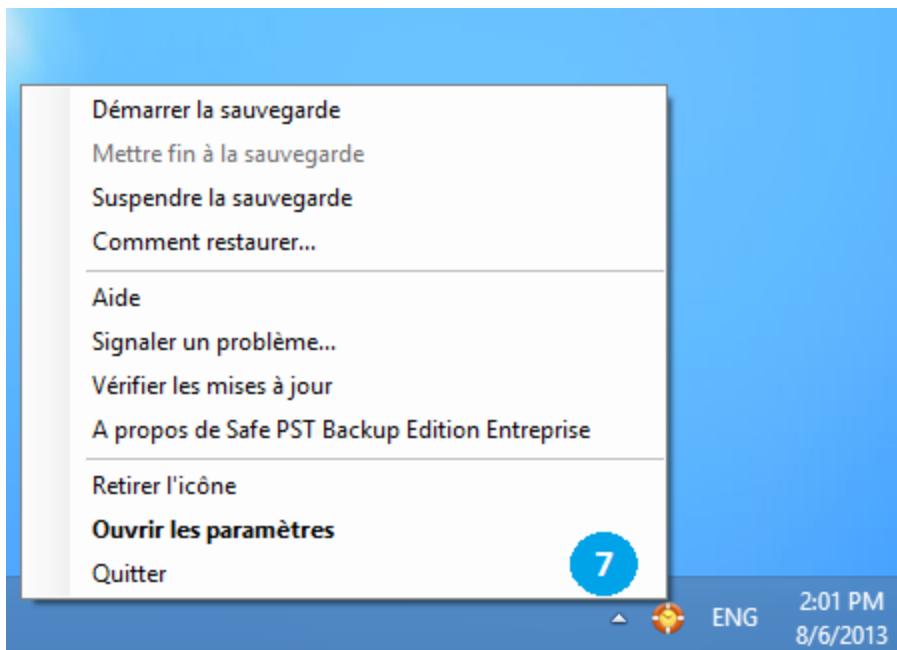 Démarrer la sauvegarde
Mettre fin à la sauvegarde
Suspendre la sauvegarde
Comment restaurer...
Aide
Signaler un problème...
Vérifier les mises à jour
A propos de Safe PST Backup Edition Entreprise
Retirer l'icône
Ouvrir les paramètres
Quitter
7
ENG
2:01 PM
8/6/2013